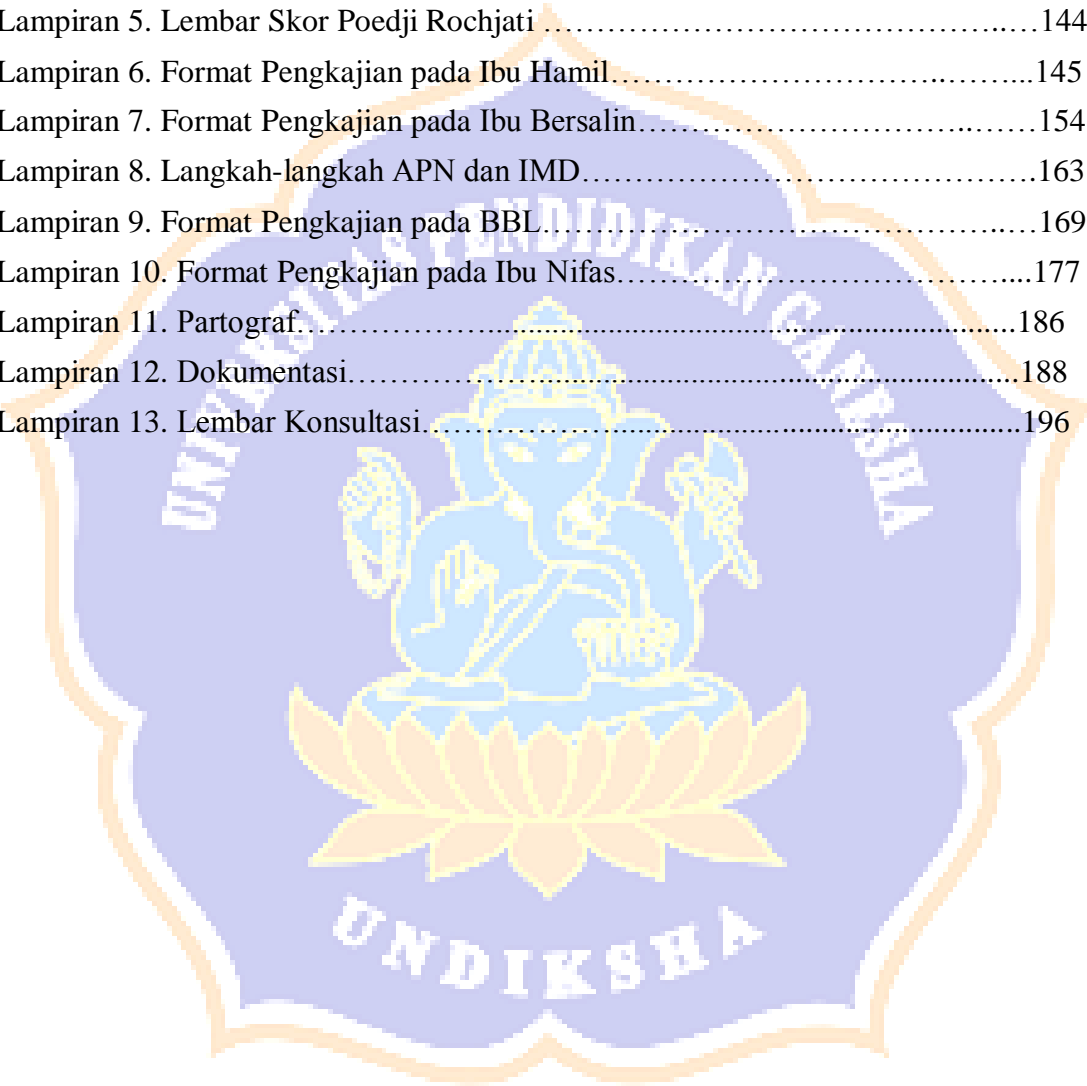 Lampiran 5. Lembar Skor Poedji Rochjati …………………………………..…144
Lampiran 6. Format Pengkajian pada Ibu Hamil…………………………..……....145
Lampiran 7. Format Pengkajian pada Ibu Bersalin…………………………..……154
Lampiran 8. Langkah-langkah APN dan IMD……………………………………….163
Lampiran 9. Format Pengkajian pada BBL…………………………………..……169
Lampiran 10. Format Pengkajian pada Ibu Nifas…………………………………....177
Lampiran 11. Partograf………………............................................................186
Lampiran 12. Dokumentasi…………………........................................................188
Lampiran 13. Lembar Konsultasi…………………..................................................196
UNIVERSITAS PENDIDIKAN GANESHA
UNDIKSHA